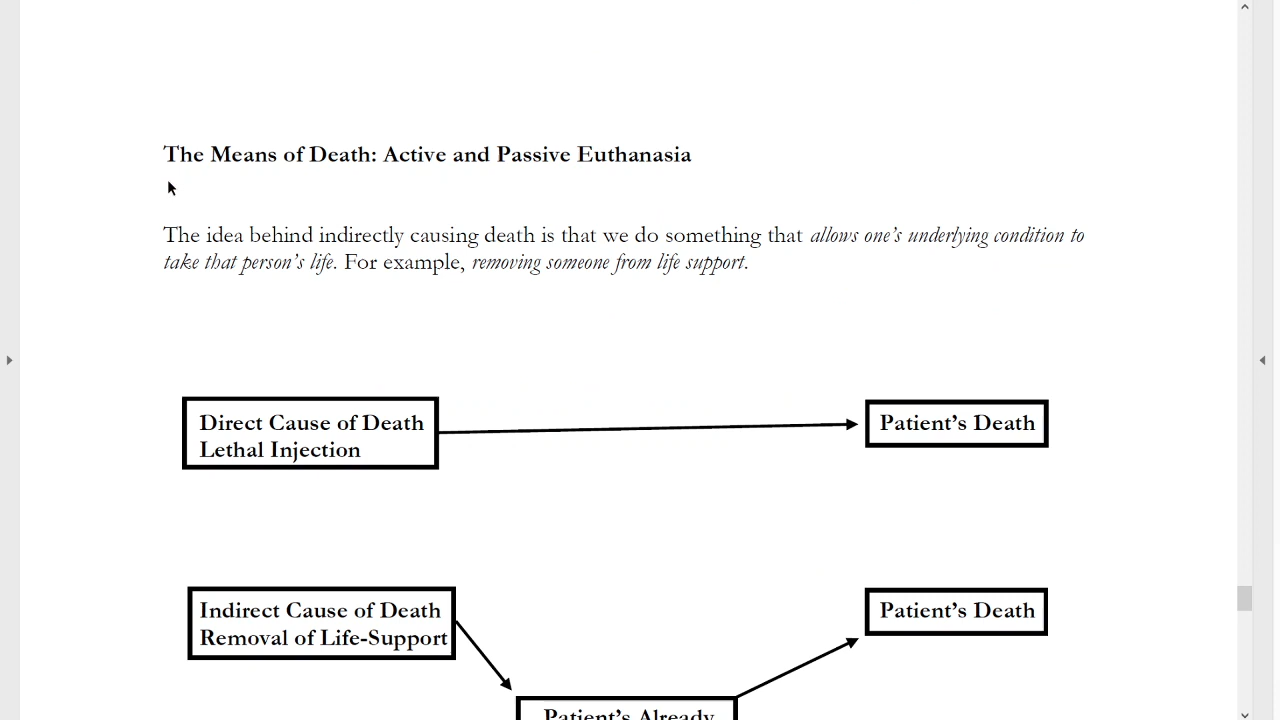 The Means of Death: Active and Passive Euthanasia
The idea behind indirectly causing death is that we do something that allows one’s underlying condition to
take that person’s life. For example, removing someone from life support.
Direct Cause of Death
Lethal Injection
Patient’s Death
Indirect Cause of Death
Removal of Life-Support
Patient’s Death
Patient’s Already